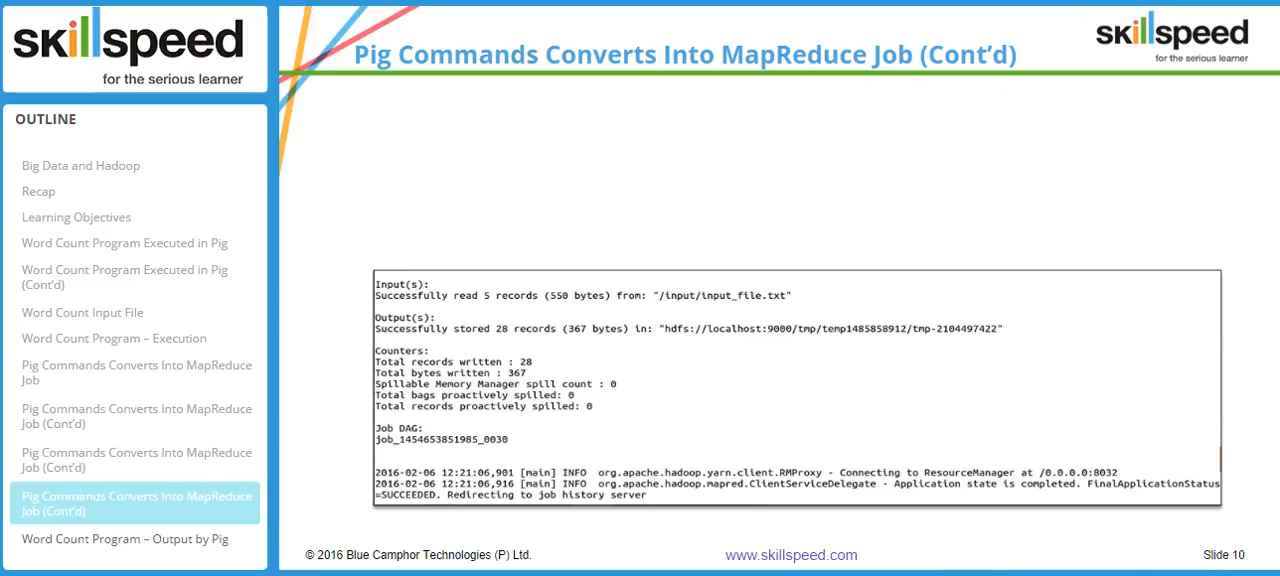 skillspeed
for the serious learner
OUTLINE
Big Data and Hadoop
Recap
Learning Objectives
Word Count Program Executed in Pig
Word Count Program Executed in Pig
(Cont'd)
Word Count Input File
Word Count Program – Execution
Pig Commands Converts Into MapReduce
Job
Pig Commands Converts Into MapReduce
Job (Cont'd)
Pig Commands Converts Into MapReduce
Job (Cont'd)
Pig Commands Converts Into MapReduce
Job (Cont'd)
Word Count Program – Output by Pig
Pig Commands Converts Into MapReduce Job (Cont'd)
skillspeed
for the serious learner
Input(s):
Successfully read 5 records (550 bytes) from: "/input/input_file.txt"
Output(s):
Successfully stored 28 records (367 bytes) in: "hdfs://localhost:9000/tmp/temp1485858912/tmp-2104497422"
Counters:
Total records written : 28
Total bytes written : 367
Spillable Memory Manager spill count : 0
Total bags proactively spilled: 0
Total records proactively spilled: 0
Job DAG:
job_1454653851985_0030
2016-02-06 12:21:06,901 [main] INFO  org.apache.hadoop.yarn.client.RMProxy - Connecting to ResourceManager at /0.0.0.0:8032
2016-02-06 12:21:06,916 [main] INFO  org.apache.hadoop.mapred.ClientServiceDelegate - Application state is completed. FinalApplicationStatus
=SUCCEEDED. Redirecting to job history server
© 2016 Blue Camphor Technologies (P) Ltd.
www.skillspeed.com
Slide 10